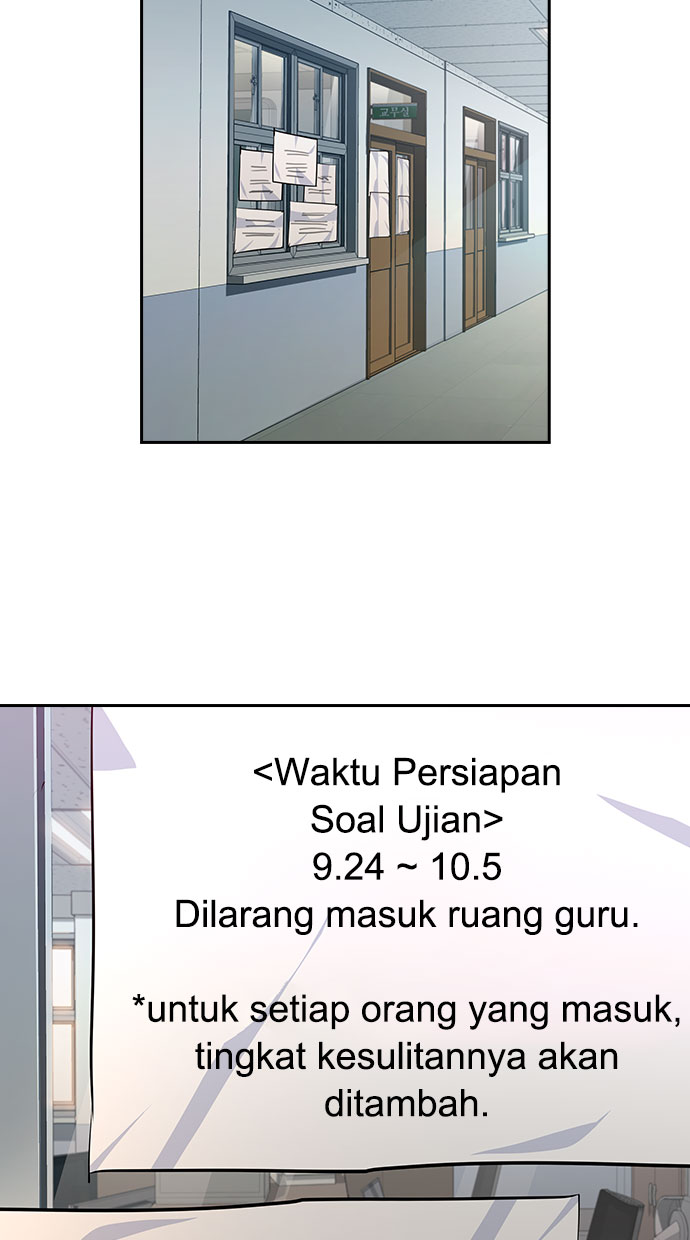 교무실
<Waktu Persiapan
Soal Ujian>
9.24 ~ 10.5
Dilarang masuk ruang guru.
*untuk setiap orang yang masuk,
tingkat kesulitannya akan
ditambah.